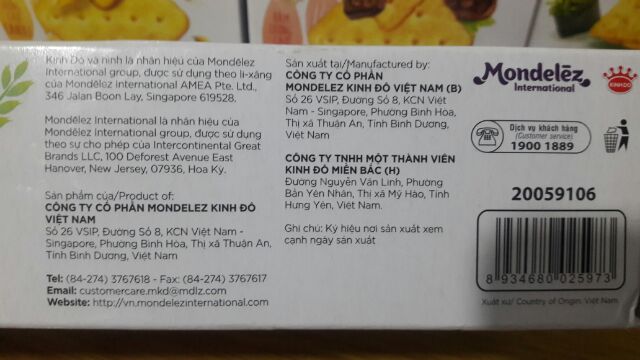 Kinh Đô và hình là nhãn hiệu của Mondelez
International group, được sử dụng theo li-xăng
của Mondelez International AMEA Pte. Ltd.,
346 Jalan Boon Lay, Singapore 619528.
Mondelez International là nhãn hiệu của
Mondelez International group, được sử dụng
theo sự cho phép của Intercontinental Great
Brands LLC, 100 Deforest Avenue East
Hanover, New Jersey, 07936, Hoa Kỳ.
Sản phẩm của/Product of:
CÔNG TY CỔ PHẦN MONDELEZ KINH ĐÔ
VIỆT NAM
Số 26 VSIP, Đường Số 8, KCN Việt Nam -
Singapore, Phường Bình Hòa, Thị xã Thuận An,
Tỉnh Bình Dương, Việt Nam
Tel: (84-274) 3767618 - Fax: (84-274) 3767617
Email: customercare.mkd@mdlz.com
Website: http://vn.mondelezinternational.com
Sản xuất tại/Manufactured by:
CÔNG TY CỔ PHẦN
MONDELEZ KINH ĐÔ VIỆT NAM (B)
Số 26 VSIP, Đường Số 8, KCN Việt Nam
- Singapore, Phường Bình Hòa,
Thị xã Thuận An, Tỉnh Bình Dương,
Việt Nam
CÔNG TY TNHH MỘT THÀNH VIÊN
KINH ĐÔ MIỀN BẮC (H)
Đường Nguyễn Văn Linh, Phường
Bần Yên Nhân, Thị xã Mỹ Hào, Tỉnh
Hưng Yên, Việt Nam.
Ghi chú: Ký hiệu nơi sản xuất xem
cạnh ngày sản xuất
Mondelēz
International
KINH ĐÔ
Dịch vụ khách hàng
(Customer service)
1900 1889
20059106
8 934680 025973
Xuất xứ/ Country of Origin: Việt Nam